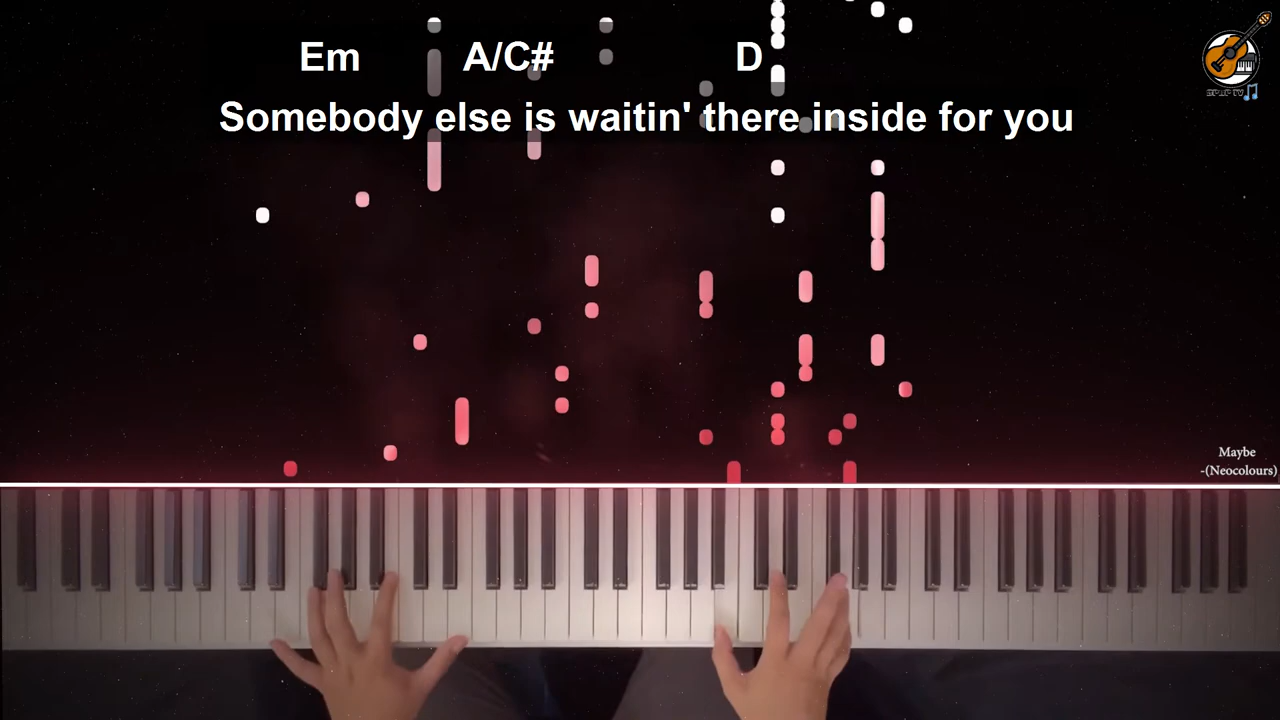 Em A/C# D
Somebody else is waitin' there inside for you
Maybe
-(Neocolours)